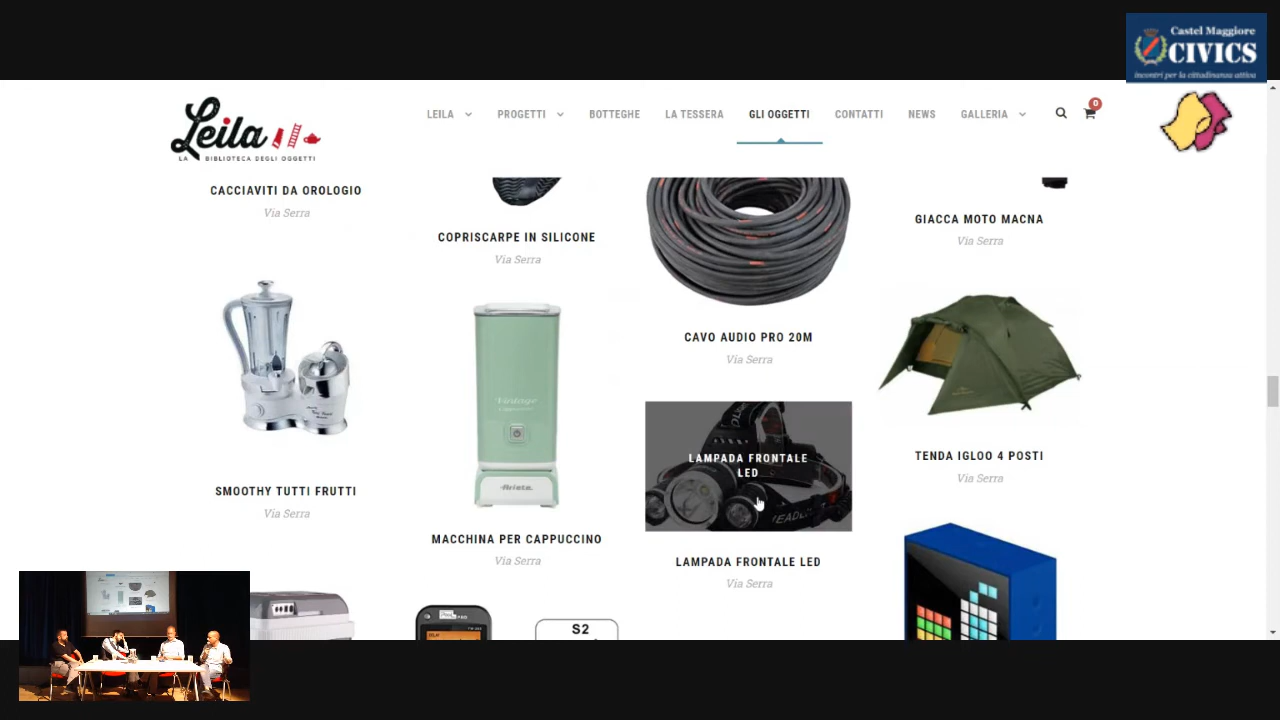 Castel Maggiore
CIVICS
incontri per la cittadinanza attiva
Leila
LA BIBLIOTECA DEGLI OGGETTI
LEILA PROGETTI BOTTEGHE LA TESSERA GLI OGGETTI CONTATTI NEWS GALLERIA 0
CACCIAVITI DA OROLOGIO
Via Serra
COPRISCARPE IN SILICONE
Via Serra
CAVO AUDIO PRO 20M
Via Serra
GIACCA MOTO MACNA
Via Serra
SMOOTHY TUTTI FRUTTI
Via Serra
Vintage
Ariete
MACCHINA PER CAPPUCCINO
Via Serra
LAMPADA FRONTALE
LED
LAMPADA FRONTALE LED
Via Serra
TENDA IGLOO 4 POSTI
Via Serra
S2